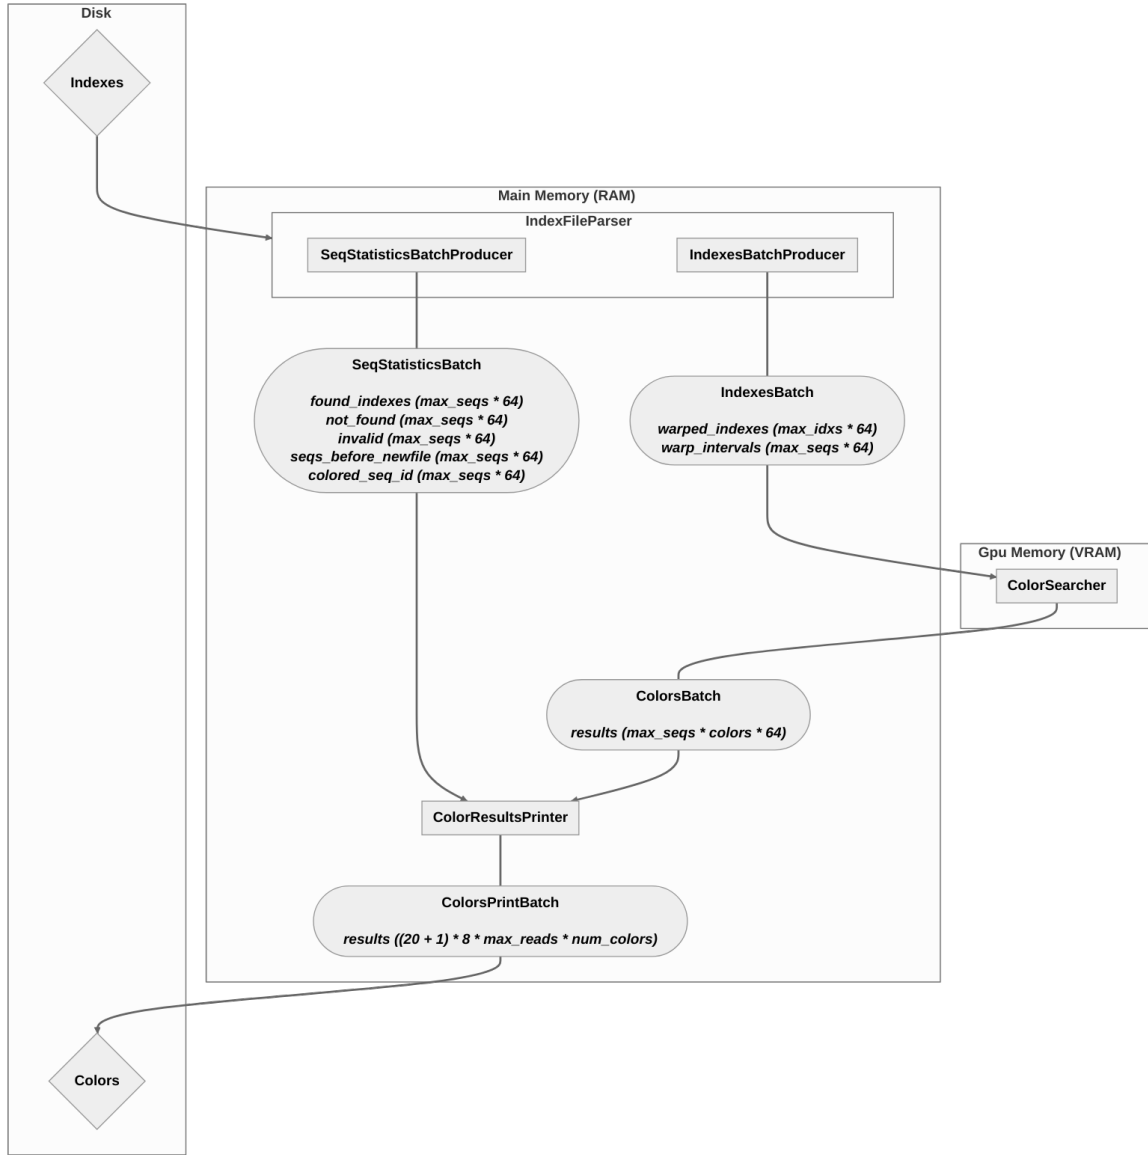 Disk
Indexes
Main Memory (RAM)
IndexFileParser
SeqStatisticsBatchProducer
IndexesBatchProducer
SeqStatisticsBatch
found_indexes (max_seqs * 64)
not_found (max_seqs * 64)
invalid (max_seqs * 64)
seqs_before_newfile (max_seqs * 64)
colored_seq_id (max_seqs * 64)
IndexesBatch
warped_indexes (max_idxs * 64)
warp_intervals (max_seqs * 64)
Gpu Memory (VRAM)
ColorSearcher
ColorsBatch
results (max_seqs * colors * 64)
ColorResultsPrinter
ColorsPrintBatch
results ((20 + 1) * 8 * max_reads * num_colors)
Colors